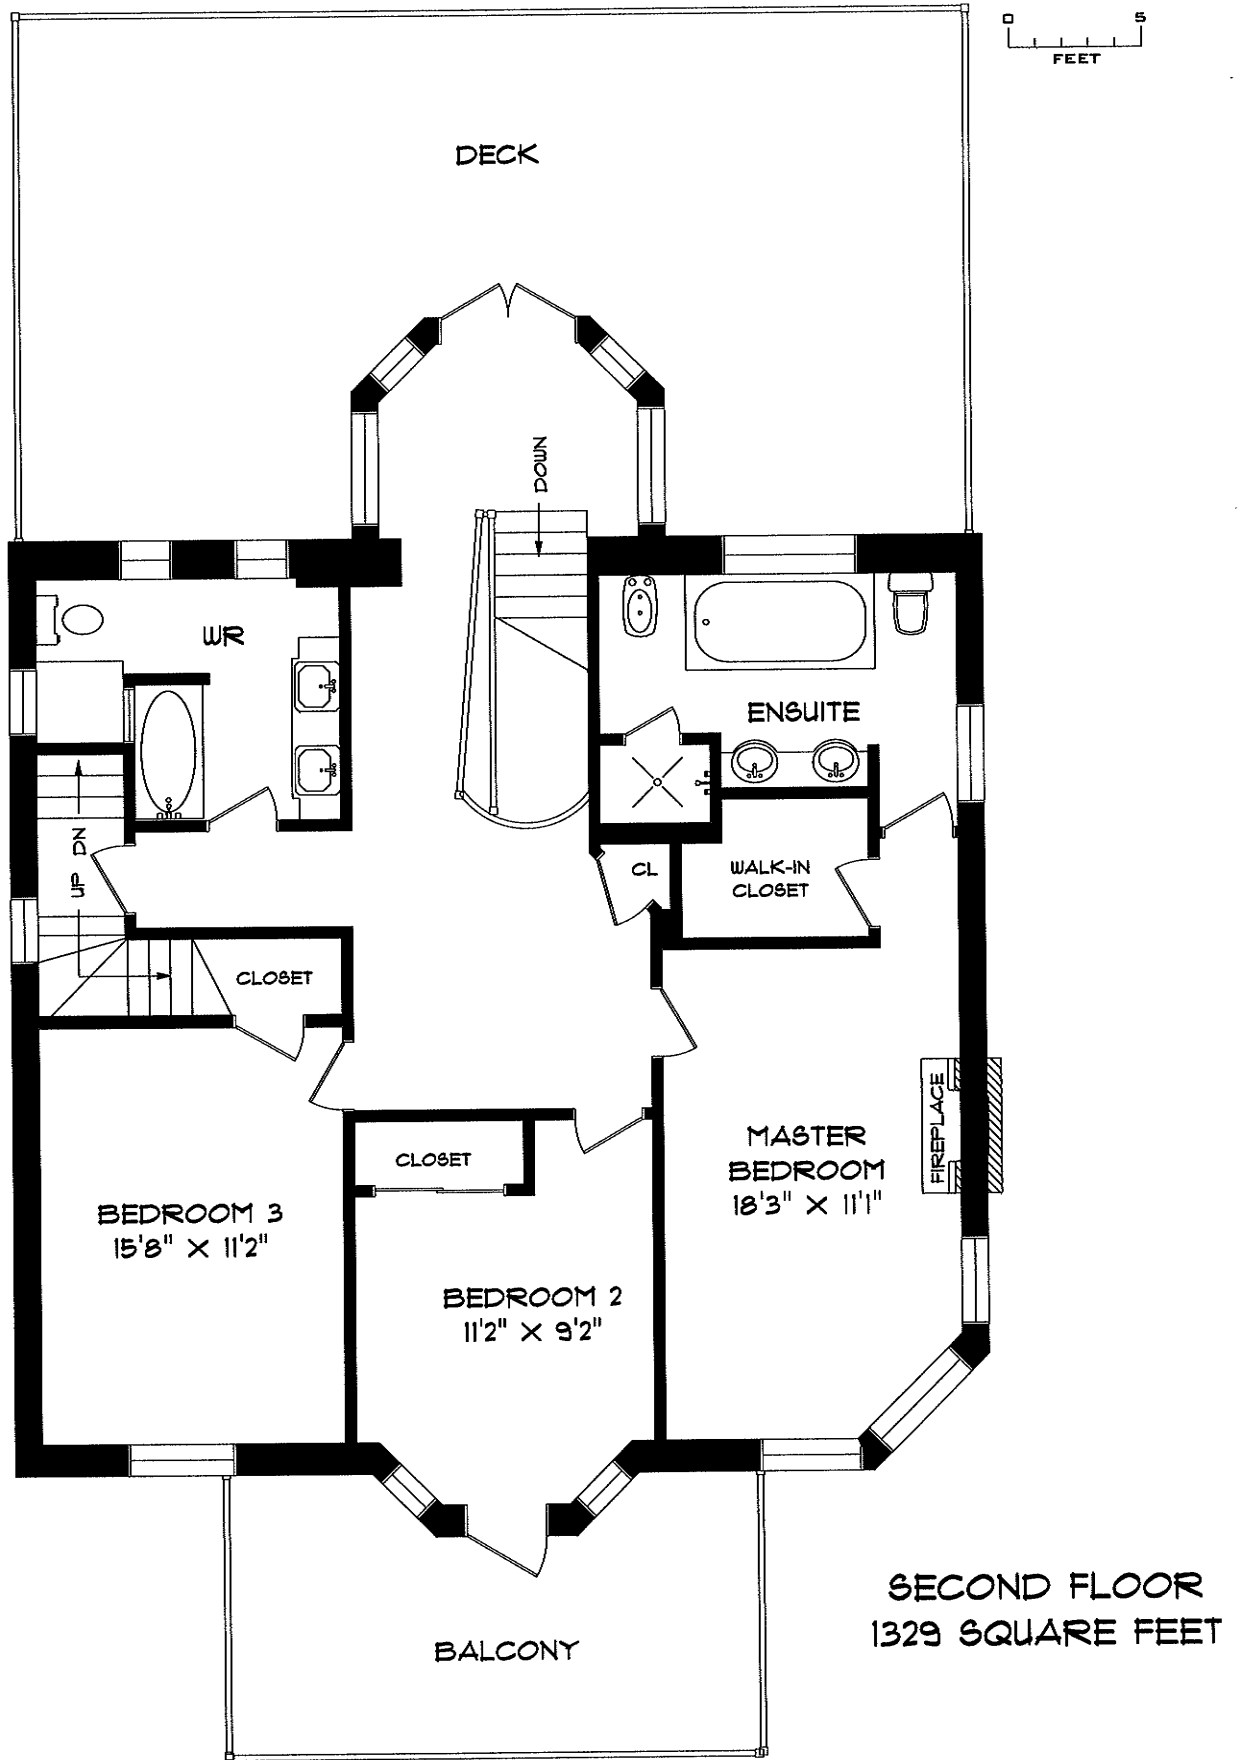 0 5
FEET
DECK
DOWN
WR
ENSUITE
UP DN
CL
WALK-IN
CLOSET
CLOSET
FIREPLACE
MASTER
BEDROOM
18'3" X 11'1"
CLOSET
BEDROOM 3
15'8" X 11'2"
BEDROOM 2
11'2" X 9'2"
SECOND FLOOR
1329 SQUARE FEET
BALCONY